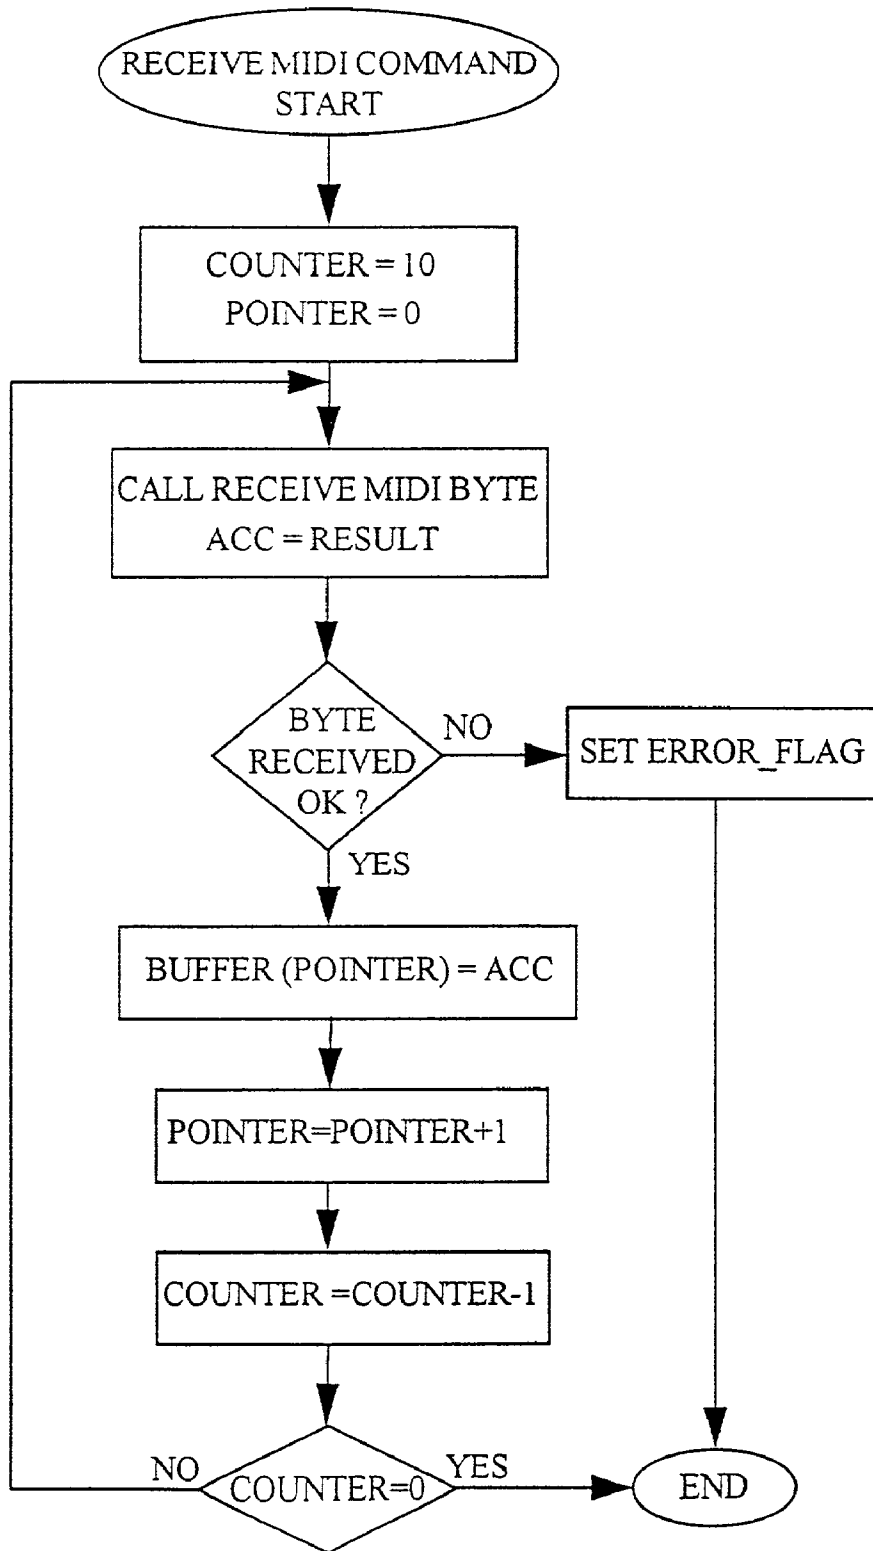 RECEIVE MIDI COMMAND
START
COUNTER = 10
POINTER = 0
CALL RECEIVE MIDI BYTE
ACC = RESULT
BYTE
RECEIVED
OK ?
NO
SET ERROR_FLAG
YES
BUFFER (POINTER) = ACC
POINTER=POINTER+1
COUNTER =COUNTER-1
NO
COUNTER=0
YES
END